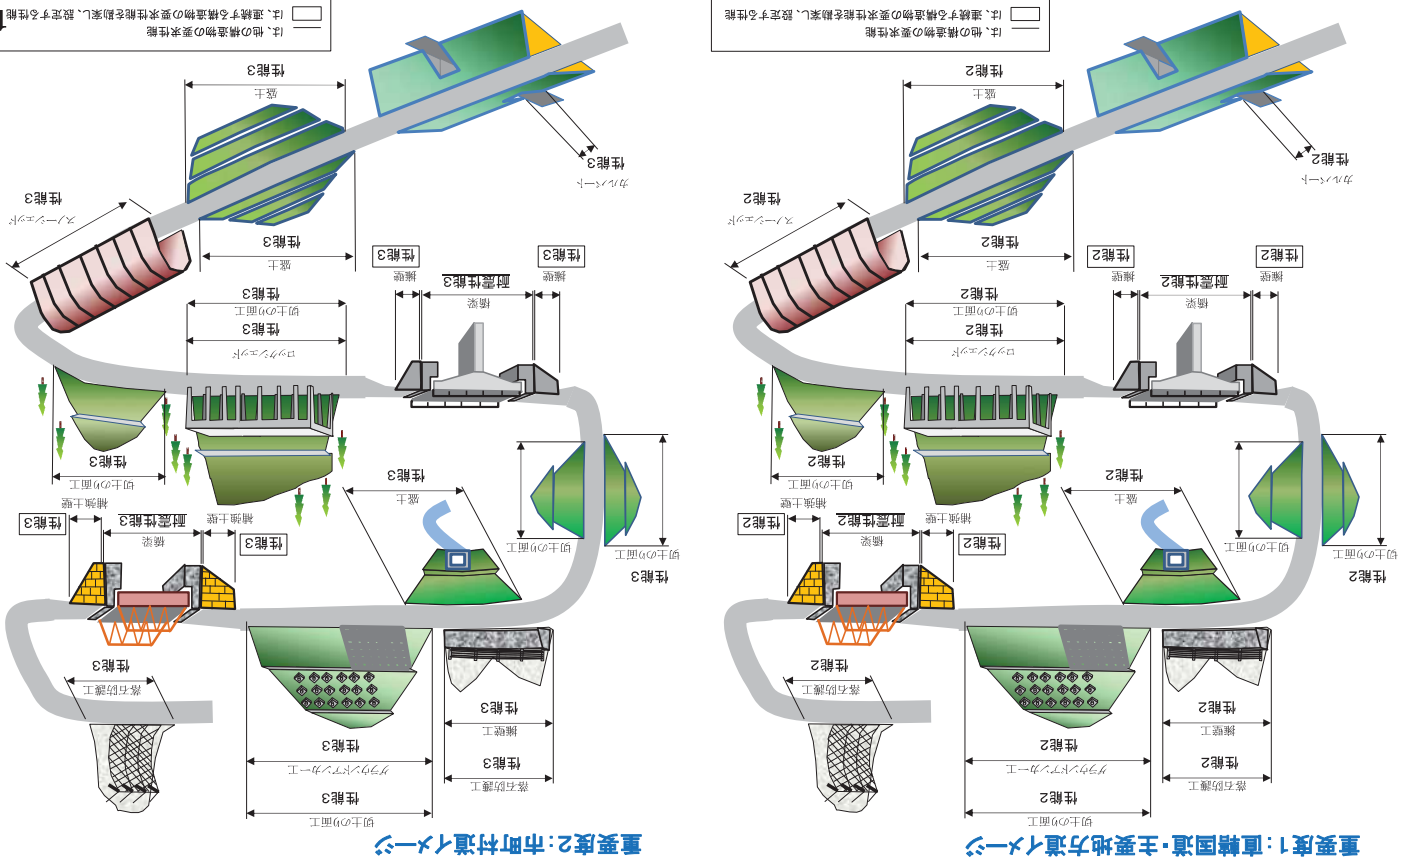 重要度1：直轄国道・主要地方道イメージ
切土のり面工
性能2
落石防護工
性能2
グラウンドアンカー工
性能2
擁壁工
性能2
落石防護工
性能2
性能2
切土のり面工
切土のり面工
橋梁
耐震性能2
補強土壁
性能2
補強土壁
性能2
盛土
性能2
切土のり面工
性能2
ロックシェッド
性能2
切土のり面工
性能2
橋梁
耐震性能2
擁壁
性能2
擁壁
性能2
盛土
性能2
スノーシェッド
性能2
カルバート
性能2
盛土
性能2
は、他の構造物の要求性能
は、連続する構造物の要求性能を勘案し、設定する性能
重要度2：市町村道イメージ
切土のり面工
性能3
落石防護工
性能3
グラウンドアンカー工
性能3
擁壁工
性能3
落石防護工
性能3
性能3
切土のり面工
切土のり面工
橋梁
耐震性能3
補強土壁
性能3
補強土壁
性能3
盛土
性能3
切土のり面工
性能3
ロックシェッド
性能3
切土のり面工
性能3
橋梁
耐震性能3
擁壁
性能3
擁壁
性能3
盛土
性能3
スノーシェッド
性能3
カルバート
性能3
盛土
性能3
は、他の構造物の要求性能
は、連続する構造物の要求性能を勘案し、設定する性能